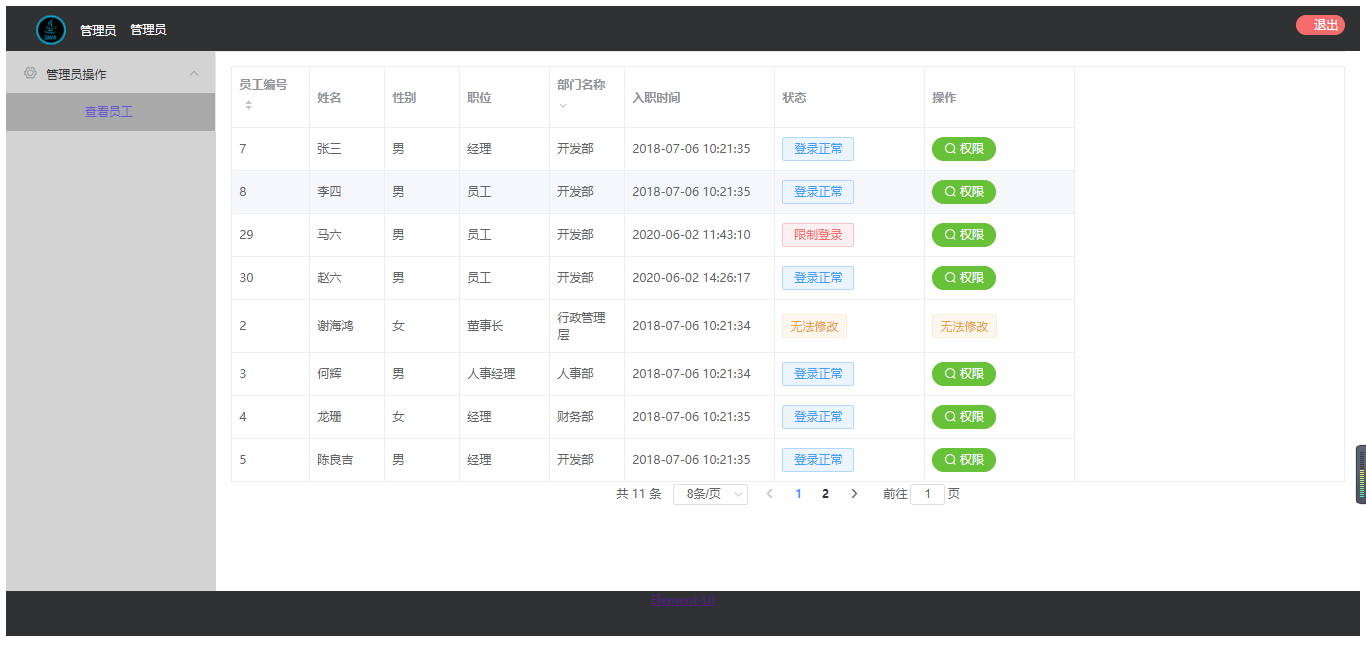 管理员 管理员 退出
管理员操作
查看员工
员工编号 姓名 性别 职位 部门名称 入职时间 状态 操作
7 张三 男 经理 开发部 2018-07-06 10:21:35 登录正常 权限
8 李四 男 员工 开发部 2018-07-06 10:21:35 登录正常 权限
29 马六 男 员工 开发部 2020-06-02 11:43:10 限制登录 权限
30 赵六 男 员工 开发部 2020-06-02 14:26:17 登录正常 权限
2 谢海鸿 女 董事长 行政管理
层 2018-07-06 10:21:34 无法修改 无法修改
3 何辉 男 人事经理 人事部 2018-07-06 10:21:34 登录正常 权限
4 龙珊 女 经理 财务部 2018-07-06 10:21:35 登录正常 权限
5 陈良吉 男 经理 开发部 2018-07-06 10:21:35 登录正常 权限
共 11 条 8条/页 1 2 前往 1 页
Element-UI